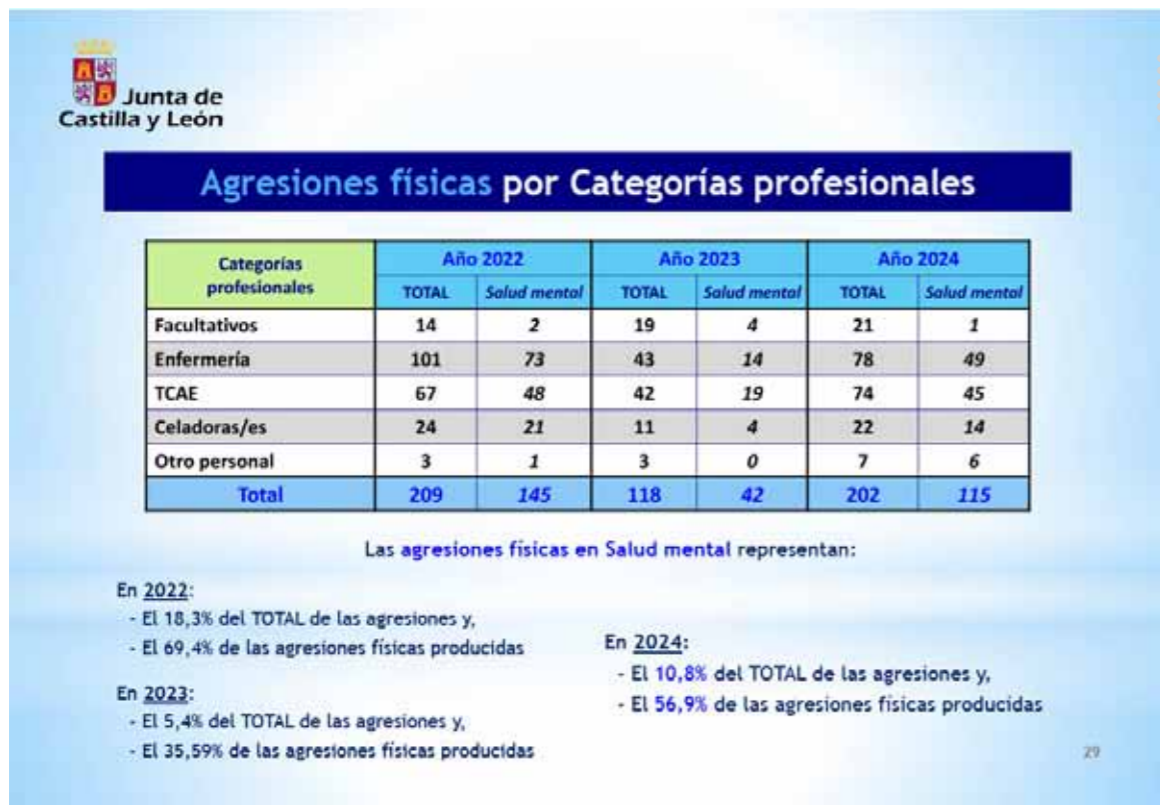 Junta de
Castilla y León
Agresiones físicas por Categorías profesionales
Categorías profesionales Año 2022 Año 2023 Año 2024
TOTAL Salud mental TOTAL Salud mental TOTAL Salud mental
Facultativos 14 2 19 4 21 1
Enfermería 101 73 43 14 78 49
TCAE 67 48 42 19 74 45
Celadoras/es 24 21 11 4 22 14
Otro personal 3 1 3 0 7 6
Total 209 145 118 42 202 115
Las agresiones físicas en Salud mental representan:
En 2022:
- El 18,3% del TOTAL de las agresiones y,
- El 69,4% de las agresiones físicas producidas
En 2023:
- El 5,4% del TOTAL de las agresiones y,
- El 35,59% de las agresiones físicas producidas
En 2024:
- El 10,8% del TOTAL de las agresiones y,
- El 56,9% de las agresiones físicas producidas
29